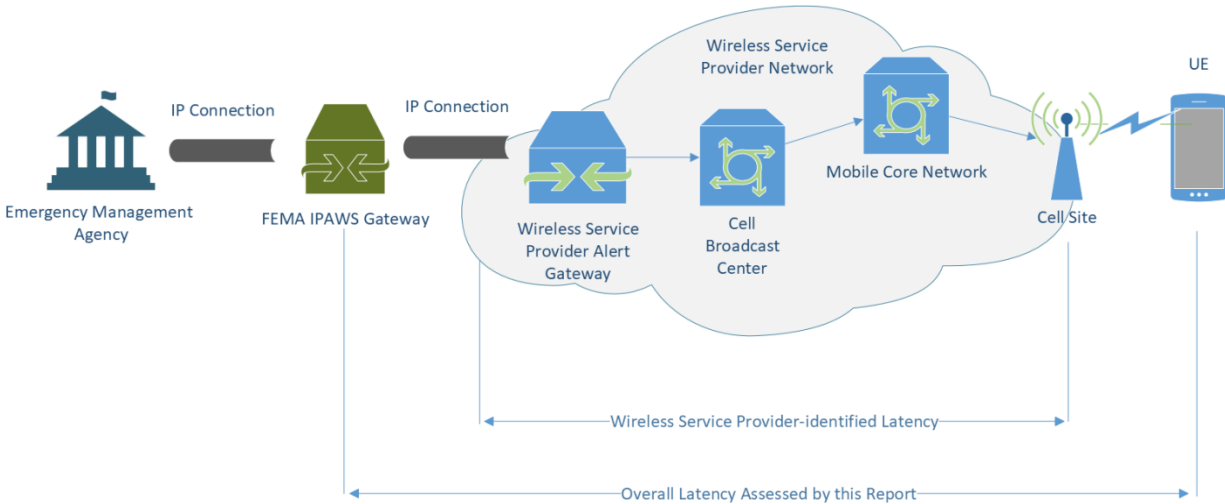 Wireless Service
Provider Network
UE
IP Connection
IP Connection
Mobile Core Network
Emergency Management
Agency
FEMA IPAWS Gateway
Wireless Service
Provider Alert
Gateway
Cell
Broadcast
Center
Cell Site
Wireless Service Provider-identified Latency
Overall Latency Assessed by this Report